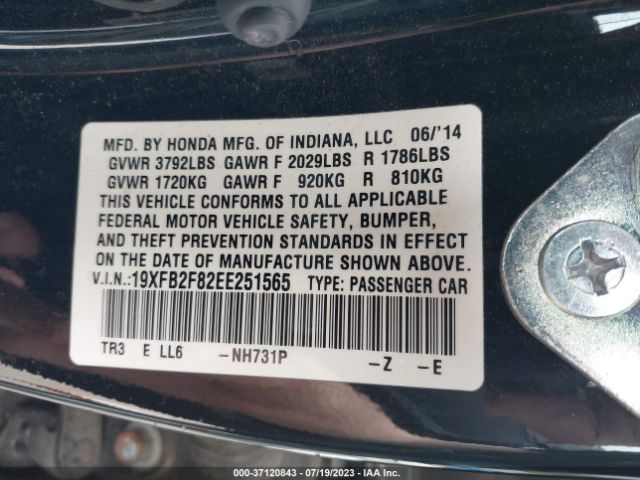 MFD. BY HONDA MFG. OF INDIANA, LLC 06/'14
GVWR 3792LBS GAWR F 2029LBS R 1786LBS
GVWR 1720KG GAWR F 920KG R 810KG
THIS VEHICLE CONFORMS TO ALL APPLICABLE
FEDERAL MOTOR VEHICLE SAFETY, BUMPER,
AND THEFT PREVENTION STANDARDS IN EFFECT
ON THE DATE OF MANUFACTURE SHOWN ABOVE.
V.I.N.:19XFB2F82EE251565 TYPE: PASSENGER CAR
TR3 E LL6 –NH731P –Z –E
000-37120843 / 07/19/2023 / IAA Inc.